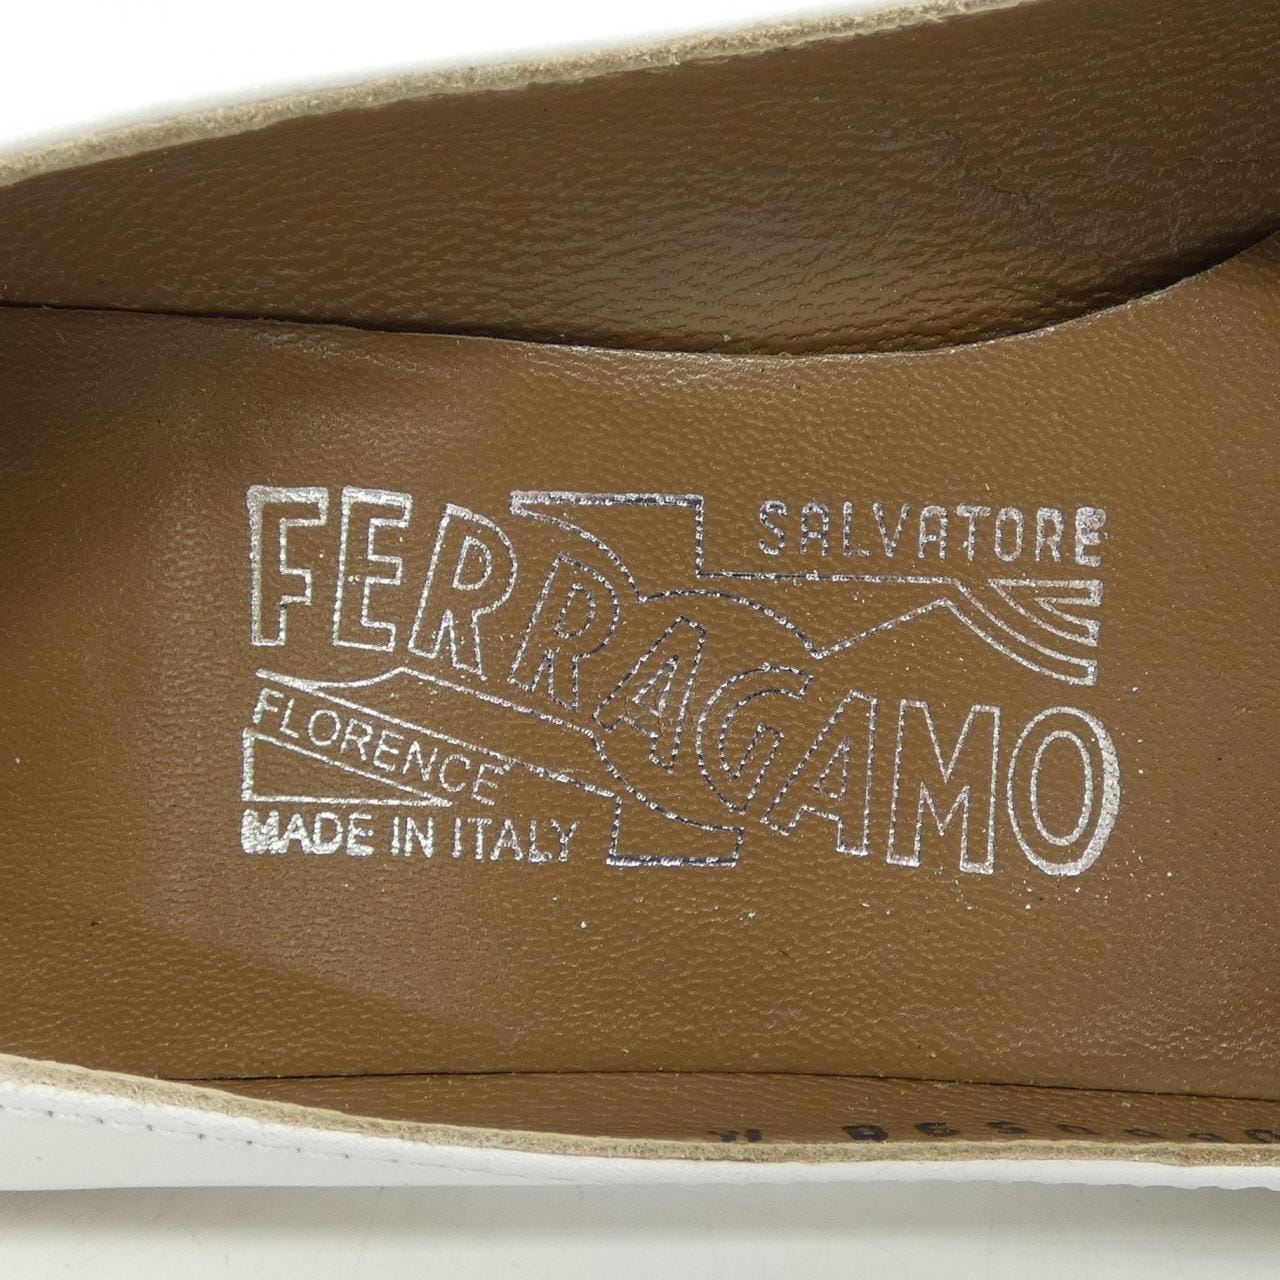 SALVATORE
FERRAGAMO
FLORENCE
MADE IN ITALY